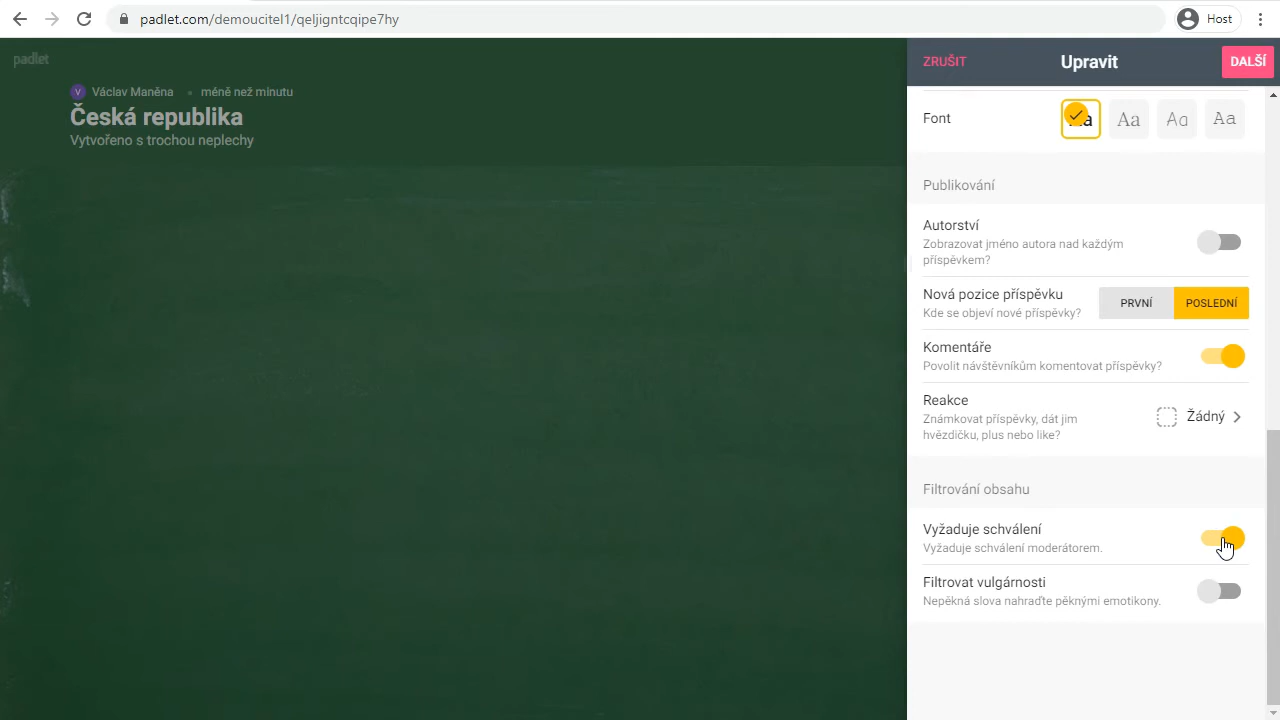 padlet.com/demoucitel1/qeljigntcqipe7hy
Host
padlet
V Václav Maněna • méně než minutu
Česká republika
Vytvořeno s trochou neplechy
ZRUŠIT
Upravit
DALŠÍ
Font
Aa Aa Aa Aa
Publikování
Autorství
Zobrazovat jméno autora nad každým
příspěvkem?
Nová pozice příspěvku
Kde se objeví nové příspěvky?
PRVNÍ
POSLEDNÍ
Komentáře
Povolit návštěvníkům komentovat příspěvky?
Reakce
Známkovat příspěvky, dát jim
hvězdičku, plus nebo like?
Žádný
Filtrování obsahu
Vyžaduje schválení
Vyžaduje schválení moderátorem.
Filtrovat vulgárnosti
Nepěkná slova nahraďte pěknými emotikony.